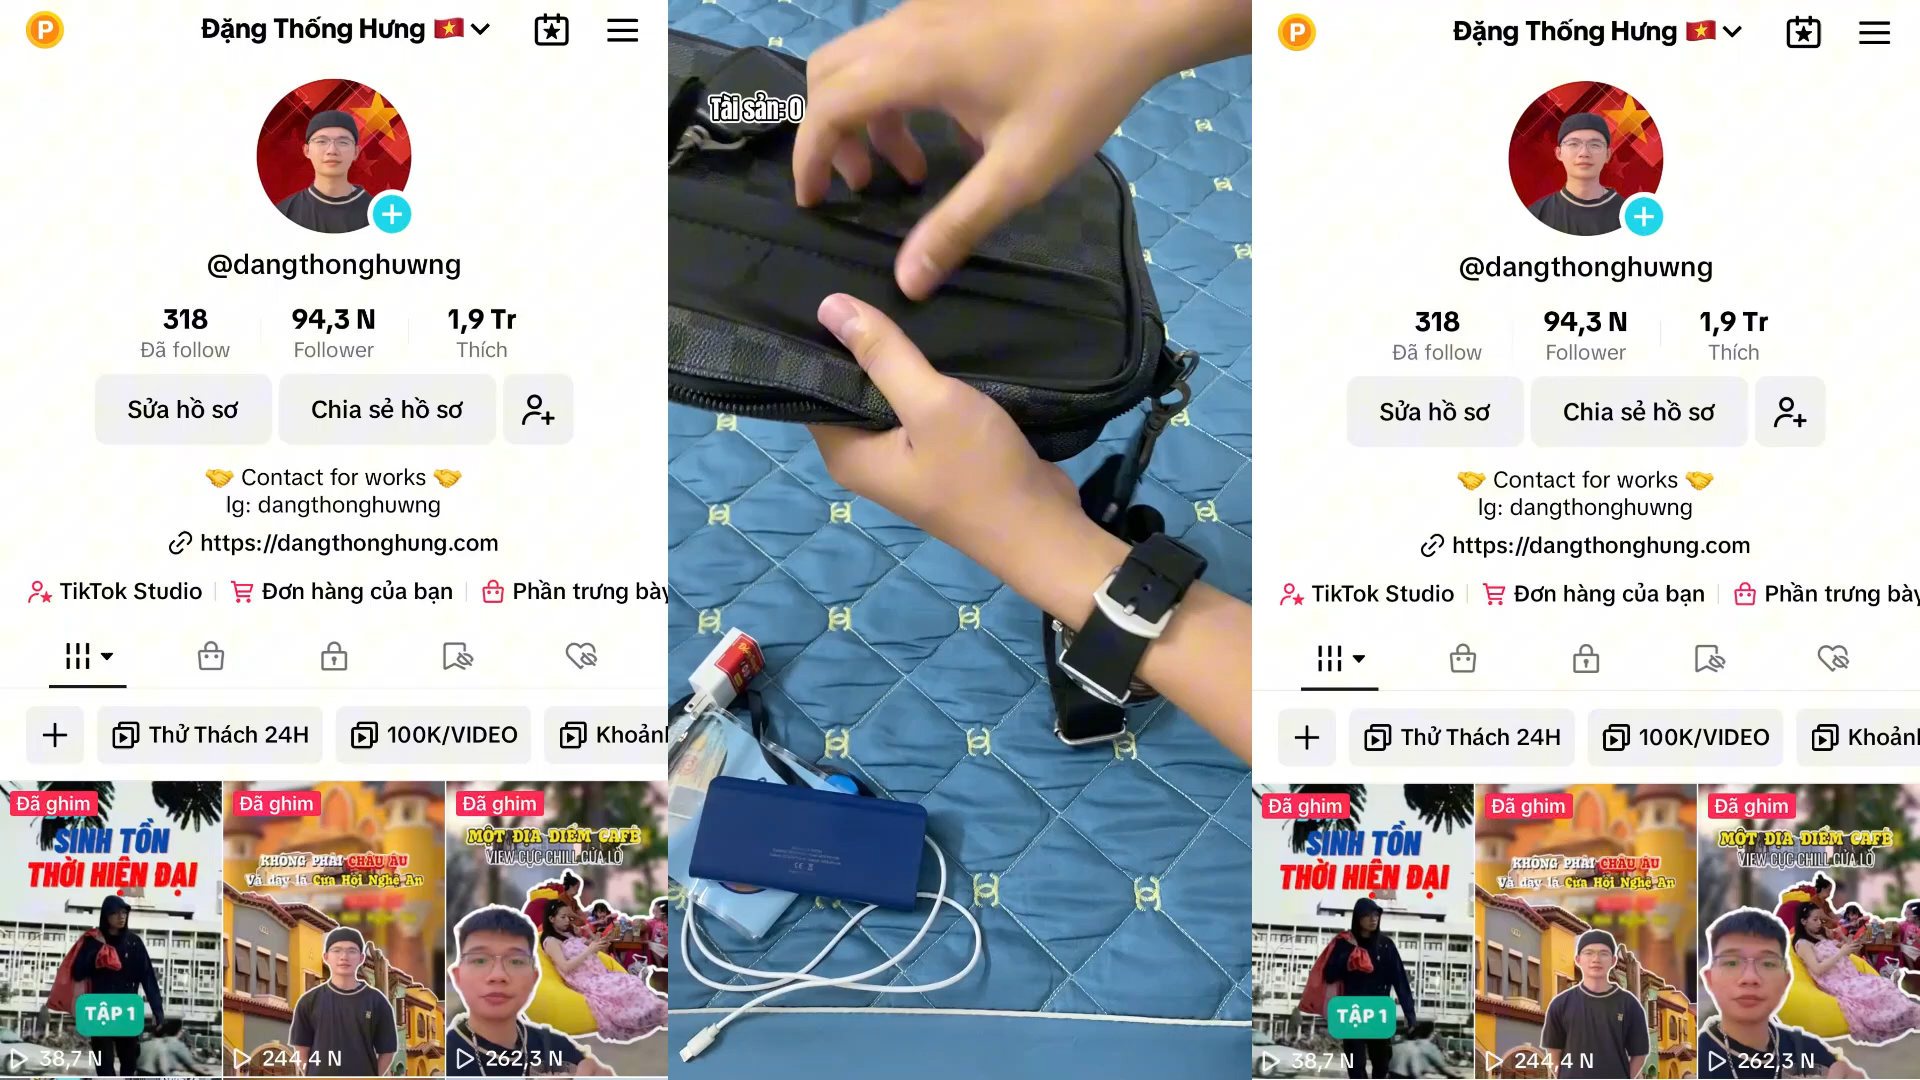 P
Đặng Thống Hưng
@dangthonghuwng
318 94,3 N 1,9 Tr
Đã follow Follower Thích
Sửa hồ sơ Chia sẻ hồ sơ
Contact for works
Ig: dangthonghuwng
https://dangthonghung.com
TikTok Studio Đơn hàng của bạn Phần trưng bày
Thử Thách 24H 100K/VIDEO Khoảnh
Đã ghim Đã ghim Đã ghim
SINH TỒN
THỜI HIỆN ĐẠI
TẬP 1
38,7 N
KHÔNG PHẢI CHÂU ÂU
Và đây là Cửa Hội Nghệ An
244,4 N
MỘT ĐỊA ĐIỂM CAFÈ
VIEW CỰC CHILL CỦA LÒ
262,3 N
Tài sản: 0
P
Đặng Thống Hưng
@dangthonghuwng
318 94,3 N 1,9 Tr
Đã follow Follower Thích
Sửa hồ sơ Chia sẻ hồ sơ
Contact for works
Ig: dangthonghuwng
https://dangthonghung.com
TikTok Studio Đơn hàng của bạn Phần trưng bày
Thử Thách 24H 100K/VIDEO Khoảnh
Đã ghim Đã ghim Đã ghim
SINH TỒN
THỜI HIỆN ĐẠI
TẬP 1
38,7 N
KHÔNG PHẢI CHÂU ÂU
Và đây là Cửa Hội Nghệ An
244,4 N
MỘT ĐỊA ĐIỂM CAFÈ
VIEW CỰC CHILL CỦA LÒ
262,3 N